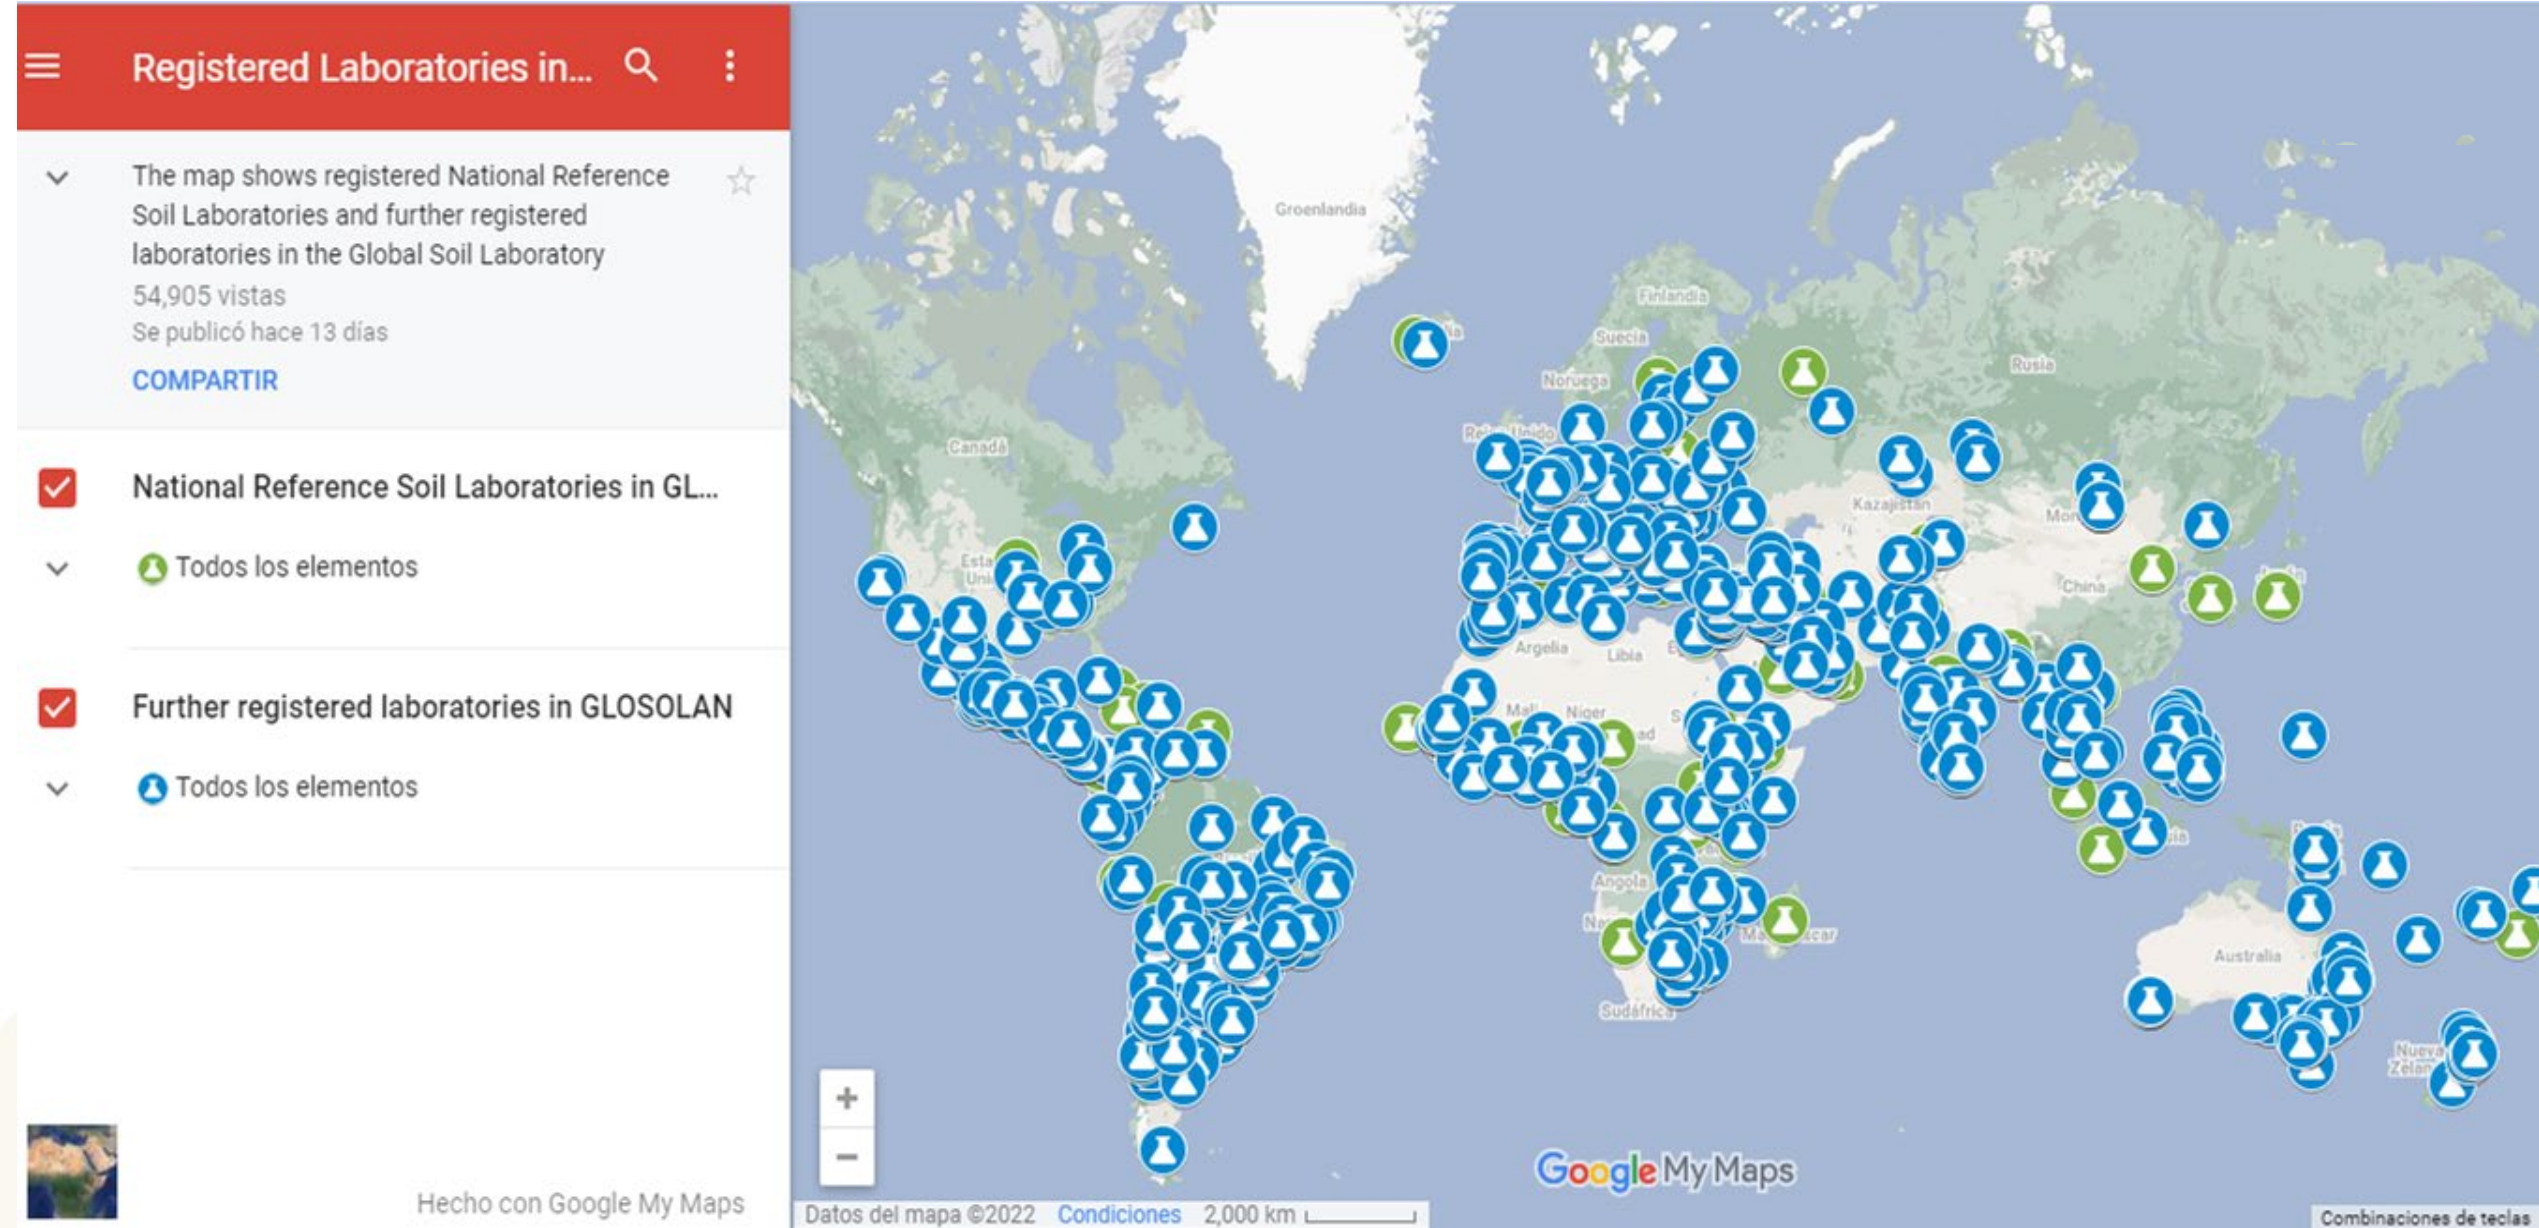 Registered Laboratories in...
The map shows registered National Reference
Soil Laboratories and further registered
laboratories in the Global Soil Laboratory
54,905 vistas
Se publicó hace 13 días
COMPARTIR
National Reference Soil Laboratories in GL...
Todos los elementos
Further registered laboratories in GLOSOLAN
Todos los elementos
Hecho con Google My Maps
Groenlandia
Finlandia
Suecia
Noruega
Rusia
Canadá
Kazajistán
China
Argelia
Libia
Malí
Níger
Angola
Australia
Sudáfrica
Nueva
Google My Maps
Datos del mapa ©2022 Condiciones 2,000 km
Combinaciones de teclas